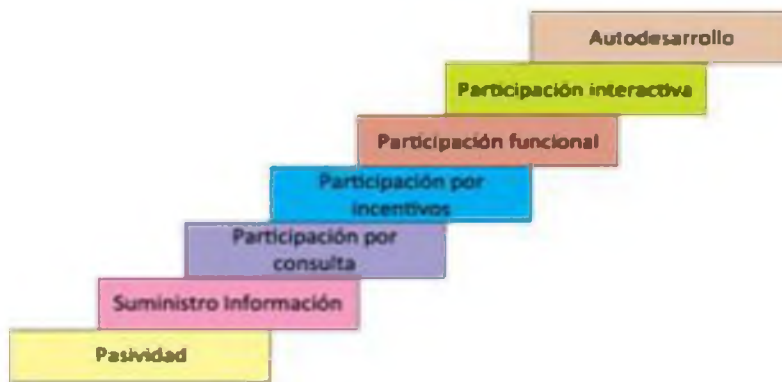 Autodesarrollo
Participación interactiva
Participación funcional
Participación por
incentivos
Participación por
consulta
Suministro Información
Pasividad